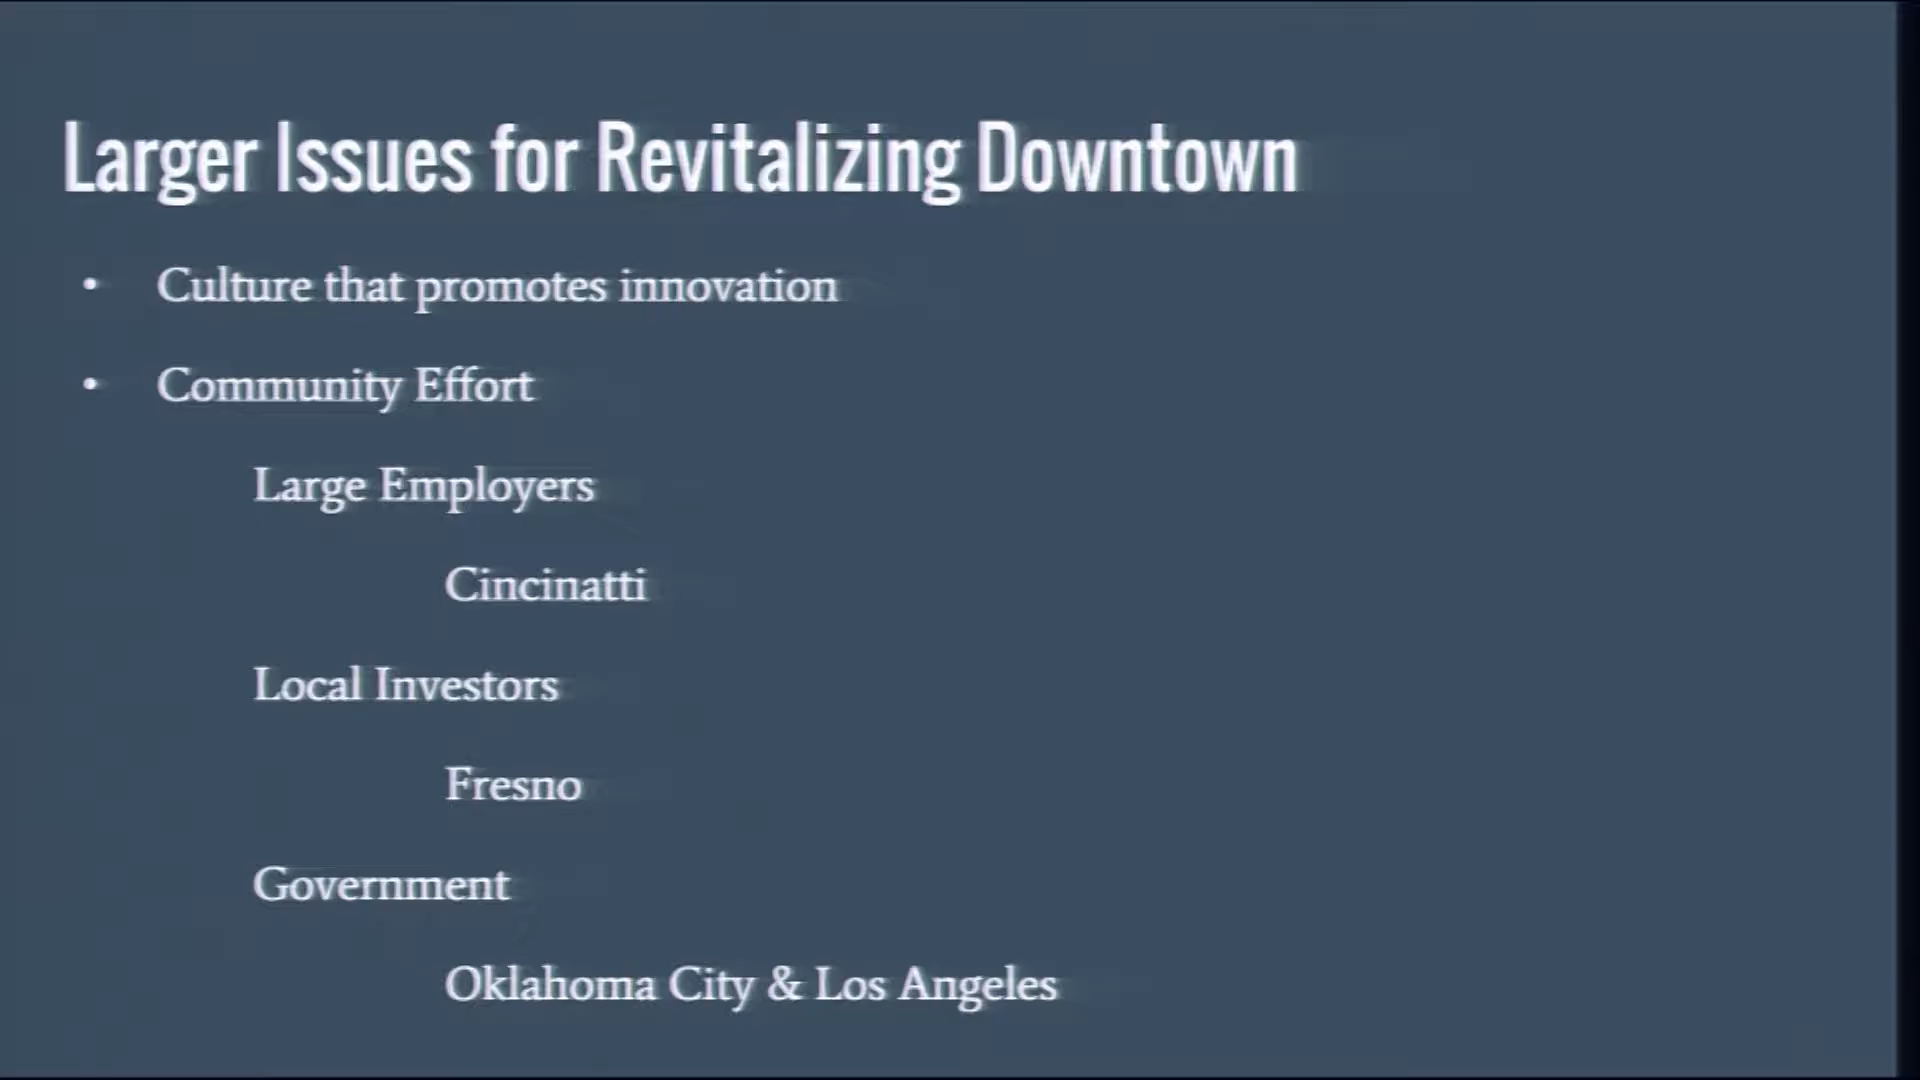 Larger Issues for Revitalizing Downtown
• Culture that promotes innovation
• Community Effort
Large Employers
Cincinatti
Local Investors
Fresno
Government
Oklahoma City & Los Angeles